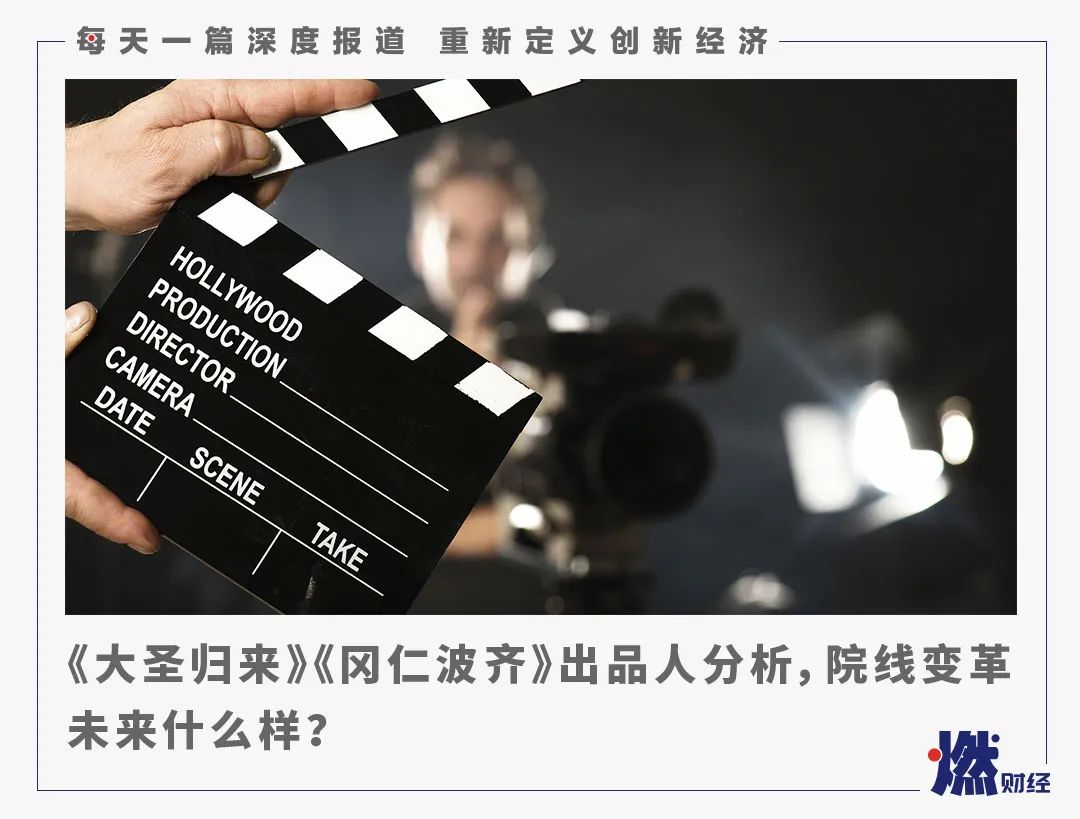 每天一篇深度报道 重新定义创新经济
HOLLYWOOD
PRODUCTION
DIRECTOR
CAMERA
DATE
SCENE
TAKE
《大圣归来》《冈仁波齐》出品人分析，院线变革
未来什么样？
燃财经